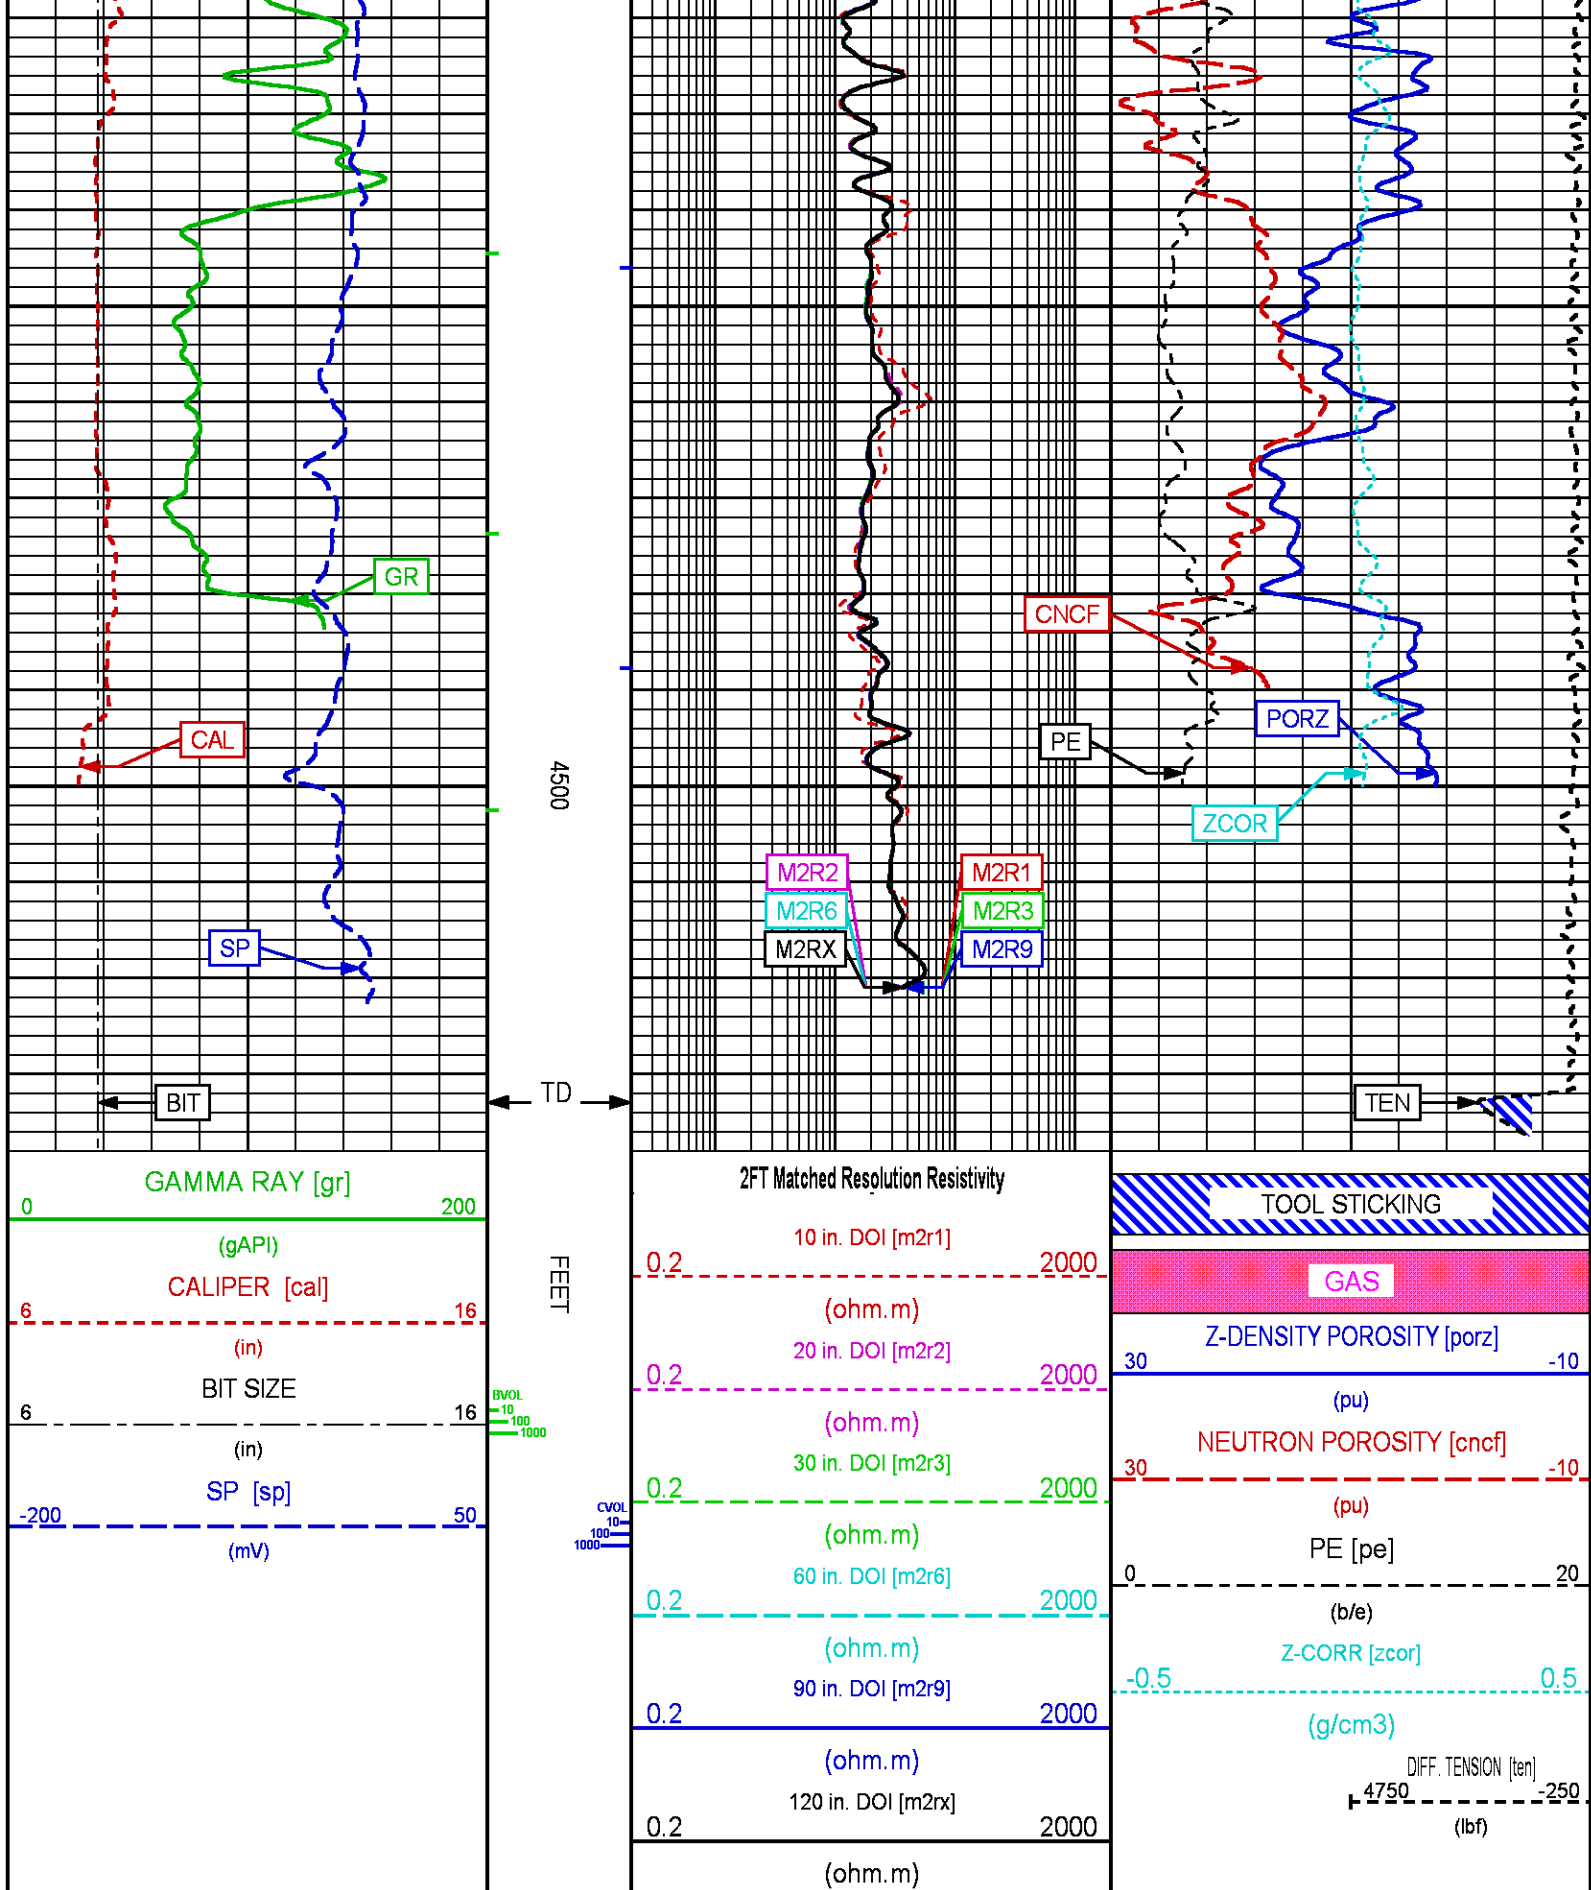 GR
CNCF
PORZ
CAL
PE
4500
ZCOR
M2R2
M2R1
M2R6
M2R3
SP
M2RX
M2R9
BIT
TD
TEN
GAMMA RAY [gr]
0 200
(gAPI)
CALIPER [cal]
6 16
(in)
BIT SIZE
6 16
(in)
SP [sp]
-200 50
(mV)
FEET
BVOL
10
100
1000
CVOL
10
100
1000
2FT Matched Resolution Resistivity
10 in. DOI [m2r1]
0.2 2000
(ohm.m)
20 in. DOI [m2r2]
0.2 2000
(ohm.m)
30 in. DOI [m2r3]
0.2 2000
(ohm.m)
60 in. DOI [m2r6]
0.2 2000
(ohm.m)
90 in. DOI [m2r9]
0.2 2000
(ohm.m)
120 in. DOI [m2rx]
0.2 2000
(ohm.m)
TOOL STICKING
GAS
Z-DENSITY POROSITY [porz]
30 -10
(pu)
NEUTRON POROSITY [cncf]
30 -10
(pu)
PE [pe]
0 20
(b/e)
Z-CORR [zcor]
-0.5 0.5
(g/cm3)
DIFF. TENSION [ten]
4750 -250
(lbf)